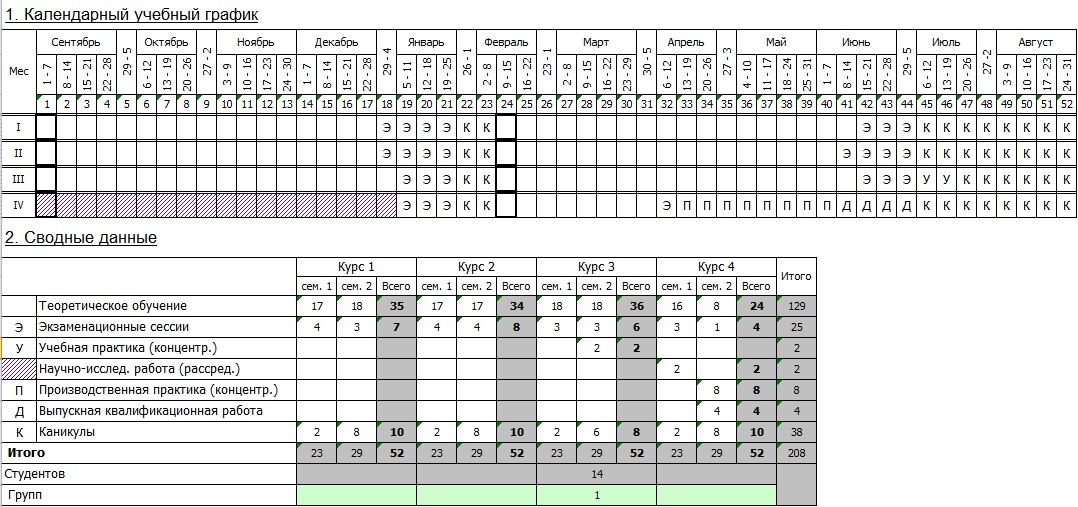 1. Календарный учебный график
Мес Сентябрь 29 - 5 Октябрь 27 - 2 Ноябрь Декабрь 29 - 4 Январь 26 - 1 Февраль 23 - 1 Март 30 - 5 Апрель 27 - 3 Май Июнь 29 - 5 Июль 27 -2 Август
1 - 7 8 - 14 15 - 21 22 - 28 6 - 12 13 - 19 20 - 26 3 - 9 10 - 16 17 - 23 24 - 30 1 - 7 8 - 14 15 - 21 22 - 28 5 - 11 12 - 18 19 - 25 2 - 8 9 - 15 16 - 22 2 - 8 9 - 15 16 - 22 23 - 29 6 - 12 13 - 19 20 - 26 4 - 10 11 - 17 18 - 24 25 - 31 1 - 7 8 - 14 15 - 21 22 - 28 6 - 12 13 - 19 20 - 26 3 - 9 10 - 16 17 - 23 24 - 31
1 2 3 4 5 6 7 8 9 10 11 12 13 14 15 16 17 18 19 20 21 22 23 24 25 26 27 28 29 30 31 32 33 34 35 36 37 38 39 40 41 42 43 44 45 46 47 48 49 50 51 52
I Э Э Э Э К К Э Э Э К К К К К К К К
II Э Э Э Э К К Э Э Э Э К К К К К К К К
III Э Э Э К К Э Э Э У У К К К К К К
IV Э Э Э К К Э П П П П П П П П Д Д Д Д К К К К К К К К
2. Сводные данные
Курс 1 Курс 2 Курс 3 Курс 4 Итого
сем. 1 сем. 2 Всего сем. 1 сем. 2 Всего сем. 1 сем. 2 Всего сем. 1 сем. 2 Всего
Теоретическое обучение 17 18 35 17 17 34 18 18 36 16 8 24 129
Э Экзаменационные сессии 4 3 7 4 4 8 3 3 6 3 1 4 25
У Учебная практика (концентр.) 2 2 2
Научно-исслед. работа (рассред.) 2 2 2
П Производственная практика (концентр.) 8 8 8
Д Выпускная квалификационная работа 4 4 4
К Каникулы 2 8 10 2 8 10 2 6 8 2 8 10 38
Итого 23 29 52 23 29 52 23 29 52 23 29 52 208
Студентов 14
Групп 1